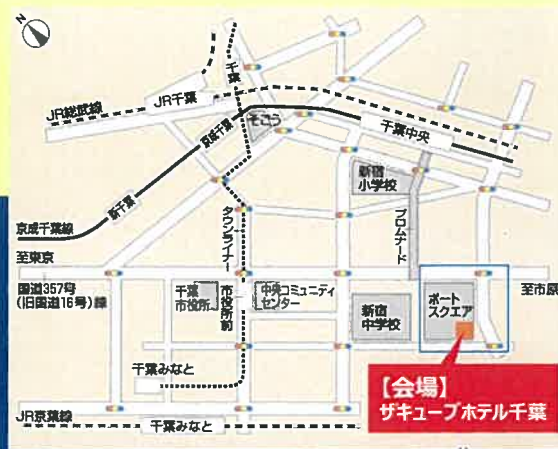 N
千葉
JR総武線
JR千葉
京成千葉
そごう
千葉中央
新千葉
新宿
小学校
京成千葉線
タウンライナー
プロムナード
至東京
国道357号
(旧国道16号)線
千葉
市役所
市役所前
中央コミュニティ
センター
新宿
中学校
ポート
スクエア
至市原
千葉みなと
【会場】
ザキューブホテル千葉
JR京葉線
千葉みなと